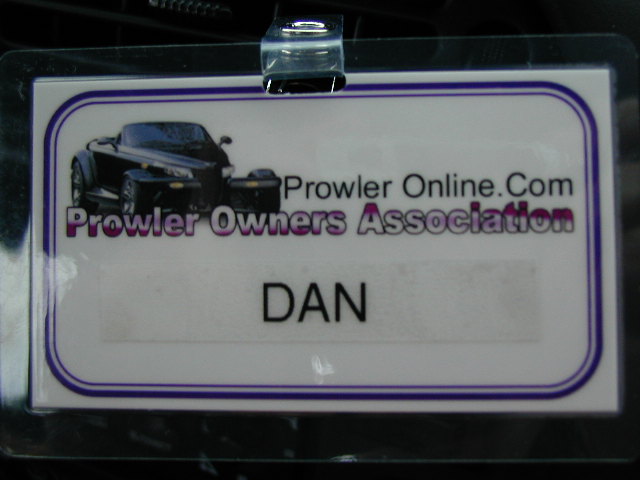 Prowler Online.Com
Prowler Owners Association
DAN